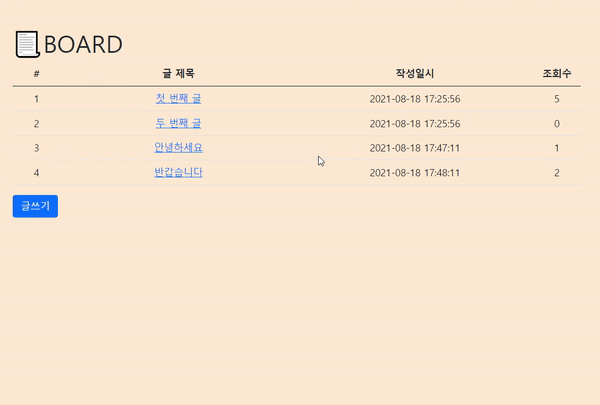 BOARD
# 글 제목 작성일시 조회수
1 첫 번째 글 2021-08-18 17:25:56 5
2 두 번째 글 2021-08-18 17:25:56 0
3 안녕하세요 2021-08-18 17:47:11 1
4 반갑습니다 2021-08-18 17:48:11 2
글쓰기